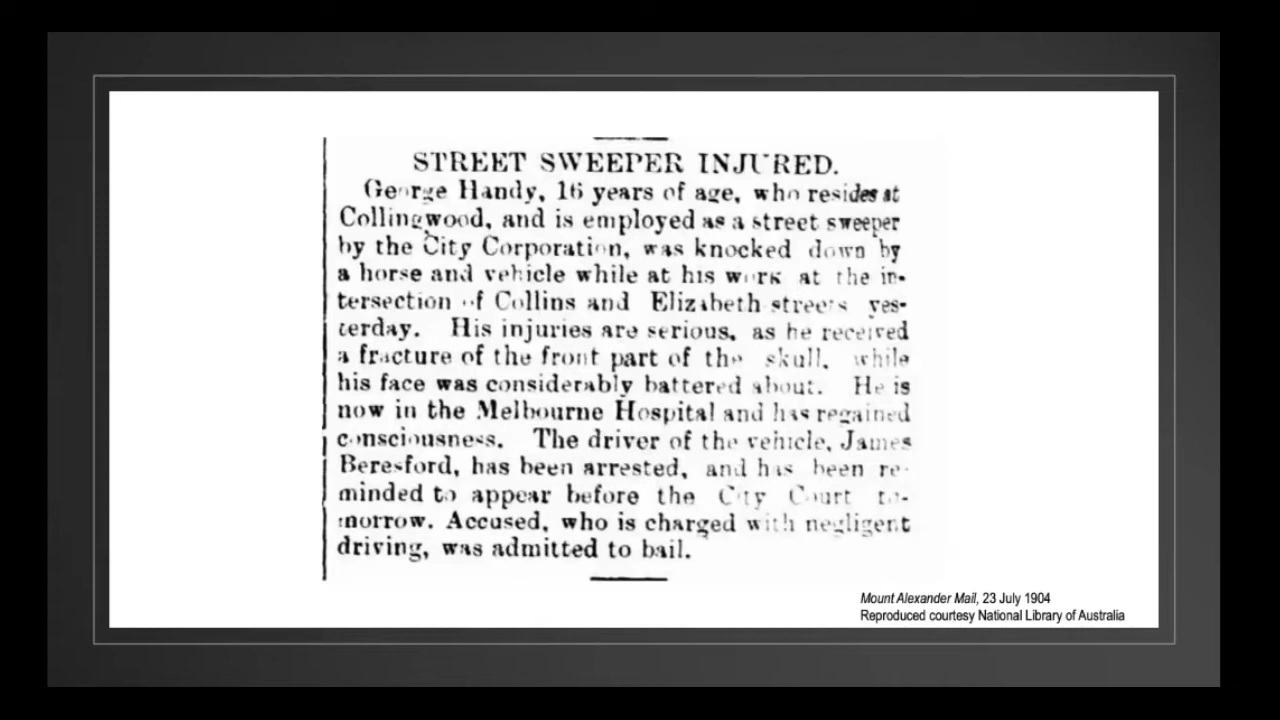 STREET SWEEPER INJURED.
George Handy, 16 years of age, who resides at
Collingwood, and is employed as a street sweeper
by the City Corporation, was knocked down by
a horse and vehicle while at his work at the in-
tersection of Collins and Elizabeth streets yes-
terday. His injuries are serious, as he received
a fracture of the front part of the skull, while
his face was considerably battered about. He is
now in the Melbourne Hospital and has regained
consciousness. The driver of the vehicle, James
Beresford, has been arrested, and has been re-
minded to appear before the City Court to-
morrow. Accused, who is charged with negligent
driving, was admitted to bail.
Mount Alexander Mail, 23 July 1904
Reproduced courtesy National Library of Australia